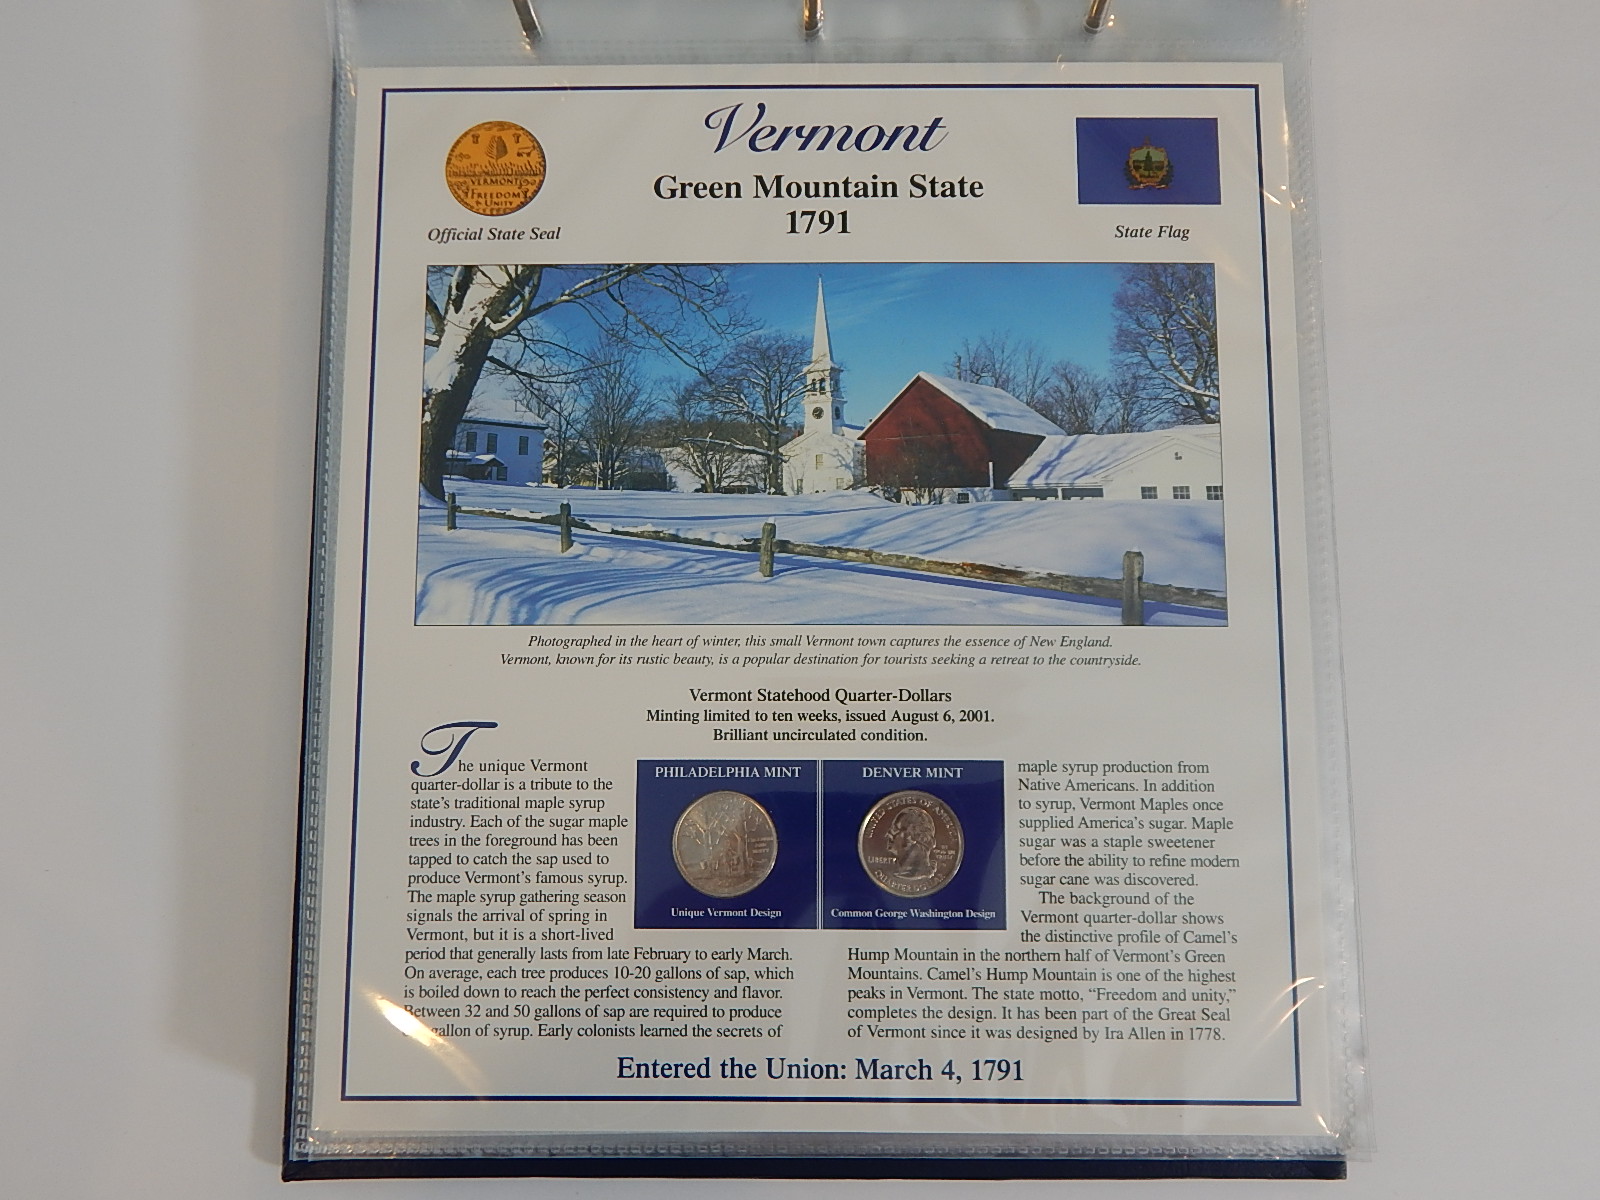 Vermont
Green Mountain State
1791
VERMONT
FREEDOM
& UNITY
Official State Seal
State Flag
Photographed in the heart of winter, this small Vermont town captures the essence of New England.
Vermont, known for its rustic beauty, is a popular destination for tourists seeking a retreat to the countryside.
Vermont Statehood Quarter-Dollars
Minting limited to ten weeks, issued August 6, 2001.
Brilliant uncirculated condition.
The unique Vermont
quarter-dollar is a tribute to the
state's traditional maple syrup
industry. Each of the sugar maple
trees in the foreground has been
tapped to catch the sap used to
produce Vermont's famous syrup.
The maple syrup gathering season
signals the arrival of spring in
Vermont, but it is a short-lived
period that generally lasts from late February to early March.
On average, each tree produces 10-20 gallons of sap, which
is boiled down to reach the perfect consistency and flavor.
Between 32 and 50 gallons of sap are required to produce
gallon of syrup. Early colonists learned the secrets of
PHILADELPHIA MINT
Unique Vermont Design
DENVER MINT
UNITED STATES OF AMERICA
LIBERTY
IN GOD WE TRUST
QUARTER DOLLAR
Common George Washington Design
maple syrup production from
Native Americans. In addition
to syrup, Vermont Maples once
supplied America's sugar. Maple
sugar was a staple sweetener
before the ability to refine modern
sugar cane was discovered.
The background of the
Vermont quarter-dollar shows
the distinctive profile of Camel's
Hump Mountain in the northern half of Vermont's Green
Mountains. Camel's Hump Mountain is one of the highest
peaks in Vermont. The state motto, "Freedom and unity,"
completes the design. It has been part of the Great Seal
of Vermont since it was designed by Ira Allen in 1778.
Entered the Union: March 4, 1791